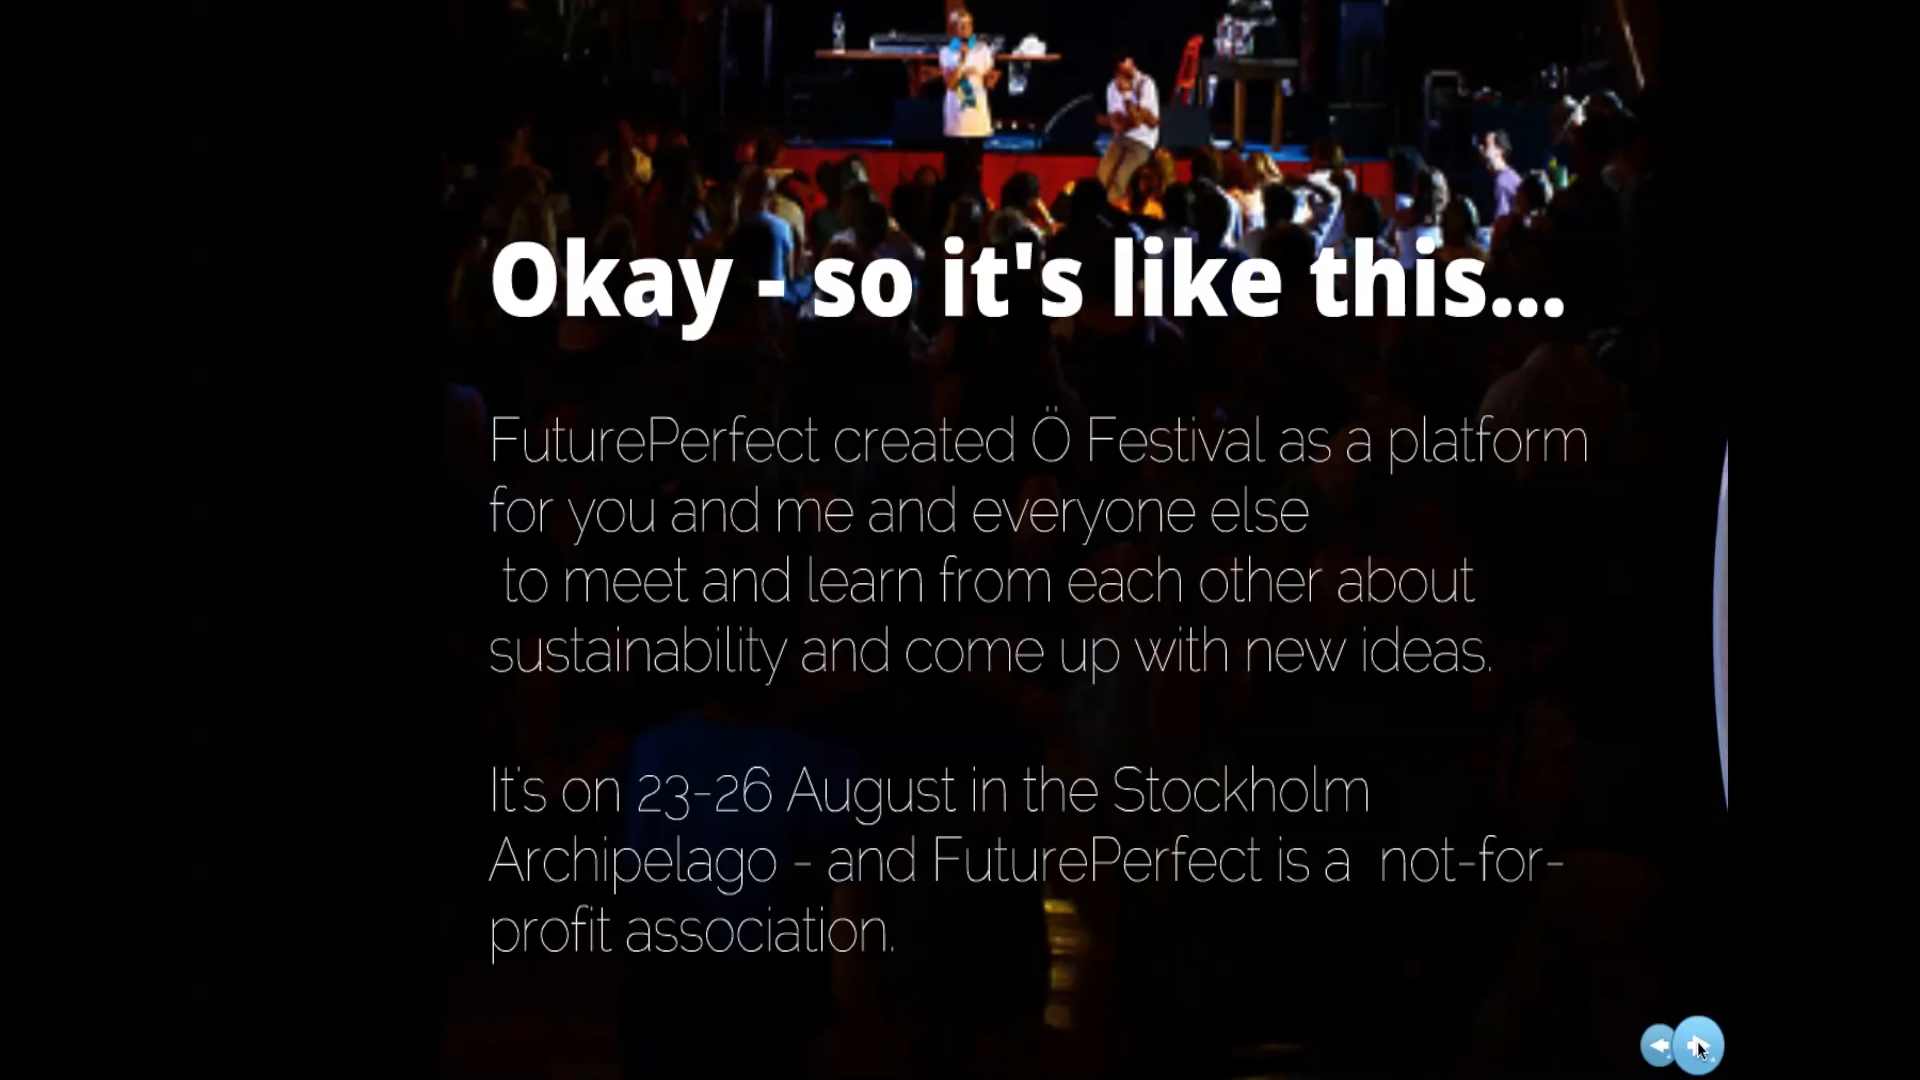 Okay - so it's like this...
FuturePerfect created Ö Festival as a platform
for you and me and everyone else
to meet and learn from each other about
sustainability and come up with new ideas.
It's on 23-26 August in the Stockholm
Archipelago - and FuturePerfect is a not-for-
profit association.